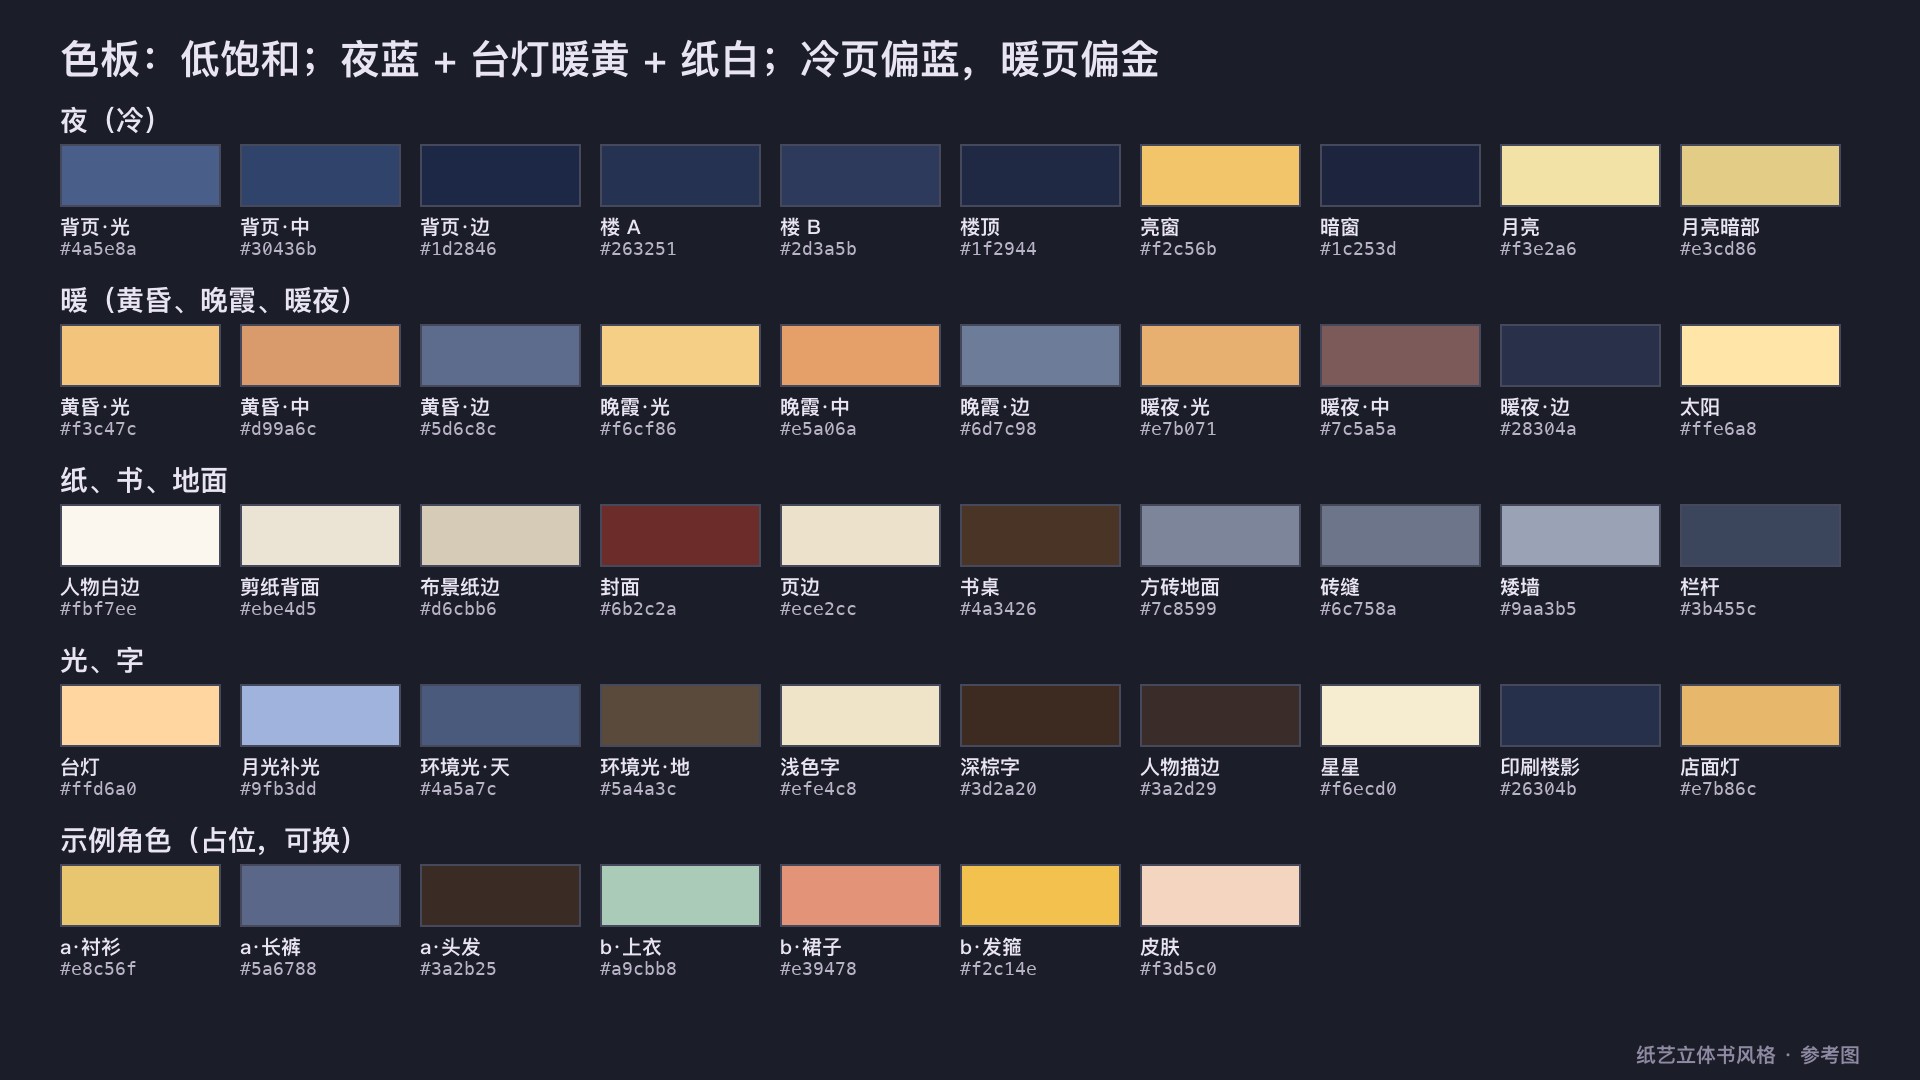 色板：低饱和；夜蓝 + 台灯暖黄 + 纸白；冷页偏蓝，暖页偏金
夜（冷）
背页·光 背页·中 背页·边 楼 A 楼 B 楼顶 亮窗 暗窗 月亮 月亮暗部
#4a5e8a #30436b #1d2846 #263251 #2d3a5b #1f2944 #f2c56b #1c253d #f3e2a6 #e3cd86
暖（黄昏、晚霞、暖夜）
黄昏·光 黄昏·中 黄昏·边 晚霞·光 晚霞·中 晚霞·边 暖夜·光 暖夜·中 暖夜·边 太阳
#f3c47c #d99a6c #5d6c8c #f6cf86 #e5a06a #6d7c98 #e7b071 #7c5a5a #28304a #ffe6a8
纸、书、地面
人物白边 剪纸背面 布景纸边 封面 页边 书桌 方砖地面 砖缝 矮墙 栏杆
#fbf7ee #ebe4d5 #d6cbb6 #6b2c2a #ece2cc #4a3426 #7c8599 #6c758a #9aa3b5 #3b455c
光、字
台灯 月光补光 环境光·天 环境光·地 浅色字 深棕字 人物描边 星星 印刷楼影 店面灯
#ffd6a0 #9fb3dd #4a5a7c #5a4a3c #efe4c8 #3d2a20 #3a2d29 #f6ecd0 #26304b #e7b86c
示例角色（占位，可换）
a·衬衫 a·长裤 a·头发 b·上衣 b·裙子 b·发箍 皮肤
#e8c56f #5a6788 #3a2b25 #a9cbb8 #e39478 #f2c14e #f3d5c0
纸艺立体书风格 · 参考图